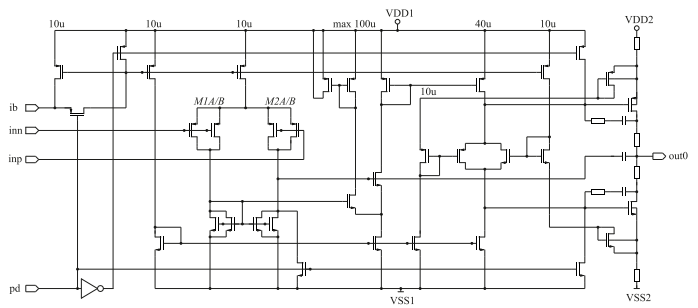 VDD1
10u 10u 10u max 100u 40u 10u VDD2
M1A/B M2A/B
10u
ib
inn
inp
out0
pd
VSS1 VSS2